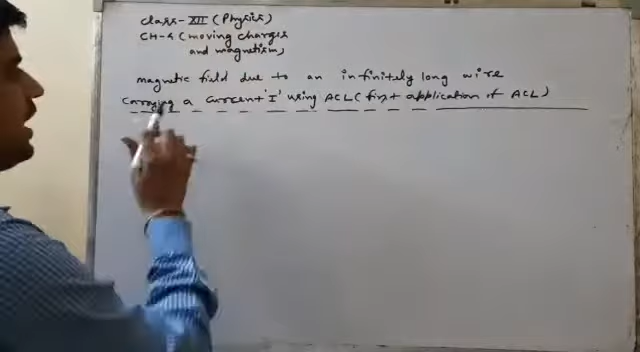 class-XII (Physics)
CH-4 (moving charges
and magnetism)
magnetic field due to an infinitely long wire
carrying a current 'I' using ACL (first application of ACL)